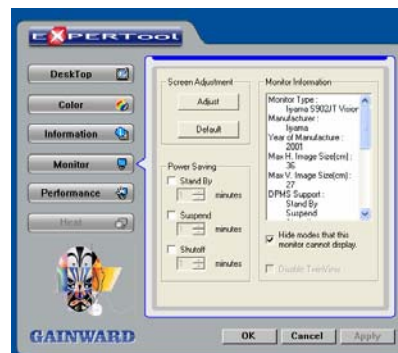 EXPERTool
DeskTop
Color
Information
Monitor
Performance
Heat
Screen Adjustment
Adjust
Default
Power Saving
Stand By
minutes
Suspend
minutes
Shutoff
minutes
Monitor Information
Monitor Type :
Iiyama S902JT Vision
Manufacturer :
Iiyama
Year of Manufacture :
2001
Max H. Image Size(cm) :
36
Max V. Image Size(cm) :
27
DPMS Support :
Stand By
Suspend
Hide modes that this
monitor cannot display.
Disable TwinView
GAINWARD
OK
Cancel
Apply